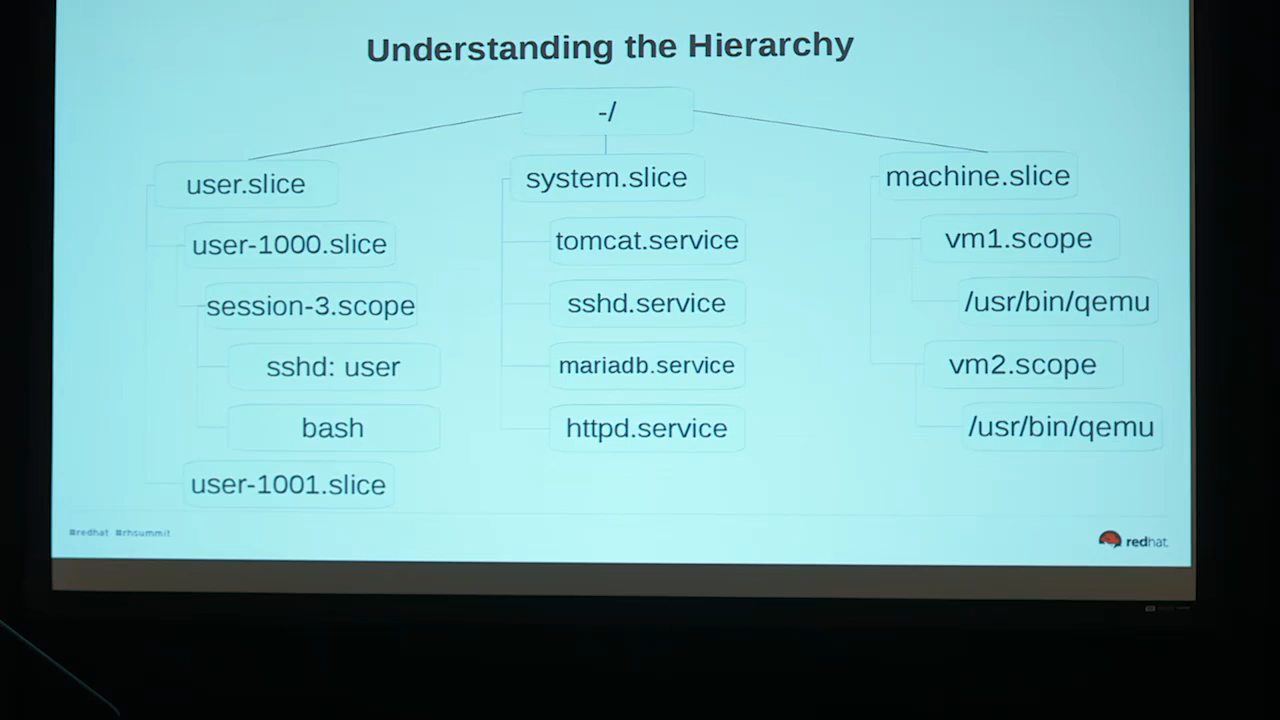 Understanding the Hierarchy
-/
user.slice
user-1000.slice
session-3.scope
sshd: user
bash
user-1001.slice
system.slice
tomcat.service
sshd.service
mariadb.service
httpd.service
machine.slice
vm1.scope
/usr/bin/qemu
vm2.scope
/usr/bin/qemu
#redhat #rhsummit
redhat.